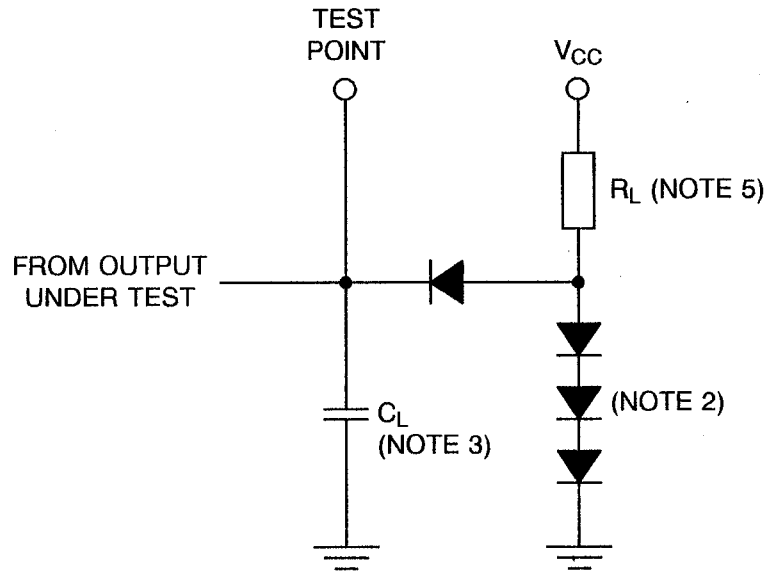 TEST
POINT
VCC
RL (NOTE 5)
FROM OUTPUT
UNDER TEST
CL
(NOTE 3)
(NOTE 2)